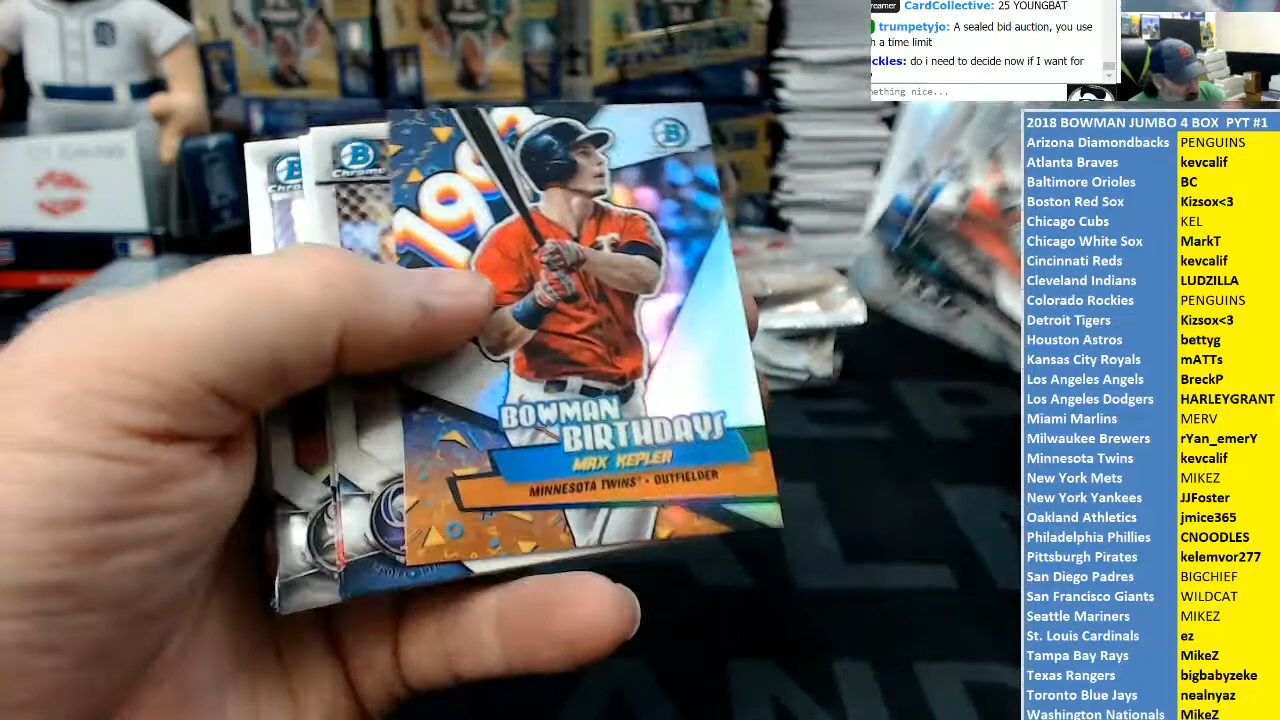 CardCollective: 25 YOUNGBAT
trumpetyjo: A sealed bid auction, you use
h a time limit
ckles: do i need to decide now if I want for
nething nice...
2018 BOWMAN JUMBO 4 BOX PYT #1
Arizona Diamondbacks PENGUINS
Atlanta Braves kevcalif
Baltimore Orioles BC
Boston Red Sox Kizsox<3
Chicago Cubs KEL
Chicago White Sox MarkT
Cincinnati Reds kevcalif
Cleveland Indians LUDZILLA
Colorado Rockies PENGUINS
Detroit Tigers Kizsox<3
Houston Astros bettyg
Kansas City Royals mATTs
Los Angeles Angels BreckP
Los Angeles Dodgers HARLEYGRANT
Miami Marlins MERV
Milwaukee Brewers rYan_emerY
Minnesota Twins kevcalif
New York Mets MIKEZ
New York Yankees JJFoster
Oakland Athletics jmice365
Philadelphia Phillies CNOODLES
Pittsburgh Pirates kelemvor277
San Diego Padres BIGCHIEF
San Francisco Giants WILDCAT
Seattle Mariners MIKEZ
St. Louis Cardinals ez
Tampa Bay Rays MikeZ
Texas Rangers bigbabyzeke
Toronto Blue Jays nealnyaz
Washington Nationals MikeZ
199
BOWMAN
BIRTHDAYS
MAX KEPLER
MINNESOTA TWINS • OUTFIELDER